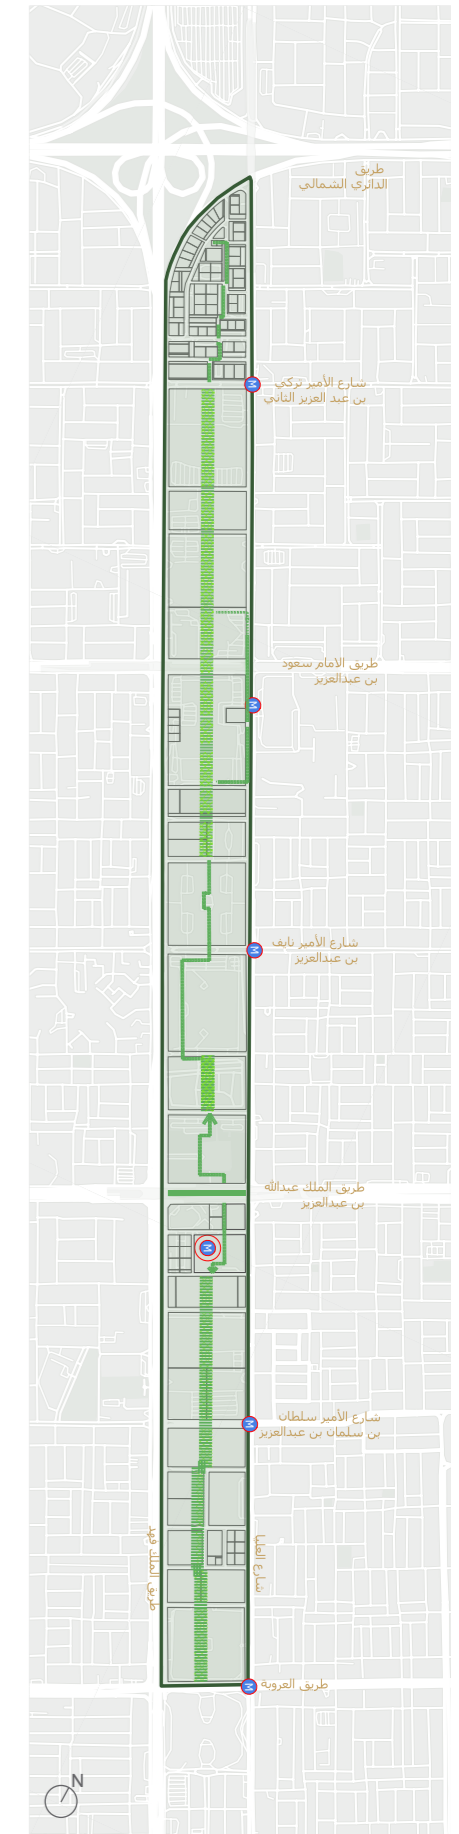 طريق
الدائري الشمالي
M
شارع الأمير تركي
بن عبد العزيز الثاني
طريق الامام سعود
بن عبدالعزيز
M
شارع الأمير نايف
بن عبدالعزيز
M
طريق الملك عبدالله
بن عبدالعزيز
M
شارع الأمير سلطان
بن سلمان بن عبدالعزيز
M
طريق الملك فهد
شارع العليا
طريق العروبة
M
N